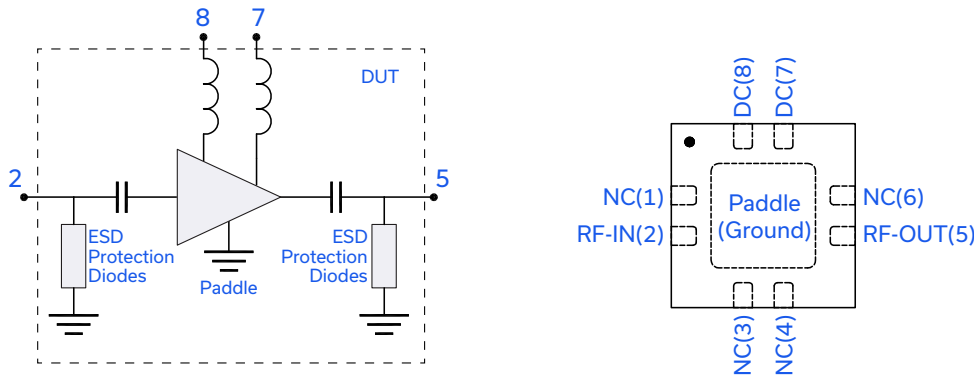 8
7
DUT
2
5
ESD
Protection
Diodes
ESD
Protection
Diodes
Paddle
DC(8)
DC(7)
NC(1)
RF-IN(2)
Paddle
(Ground)
NC(6)
RF-OUT(5)
NC(3)
NC(4)